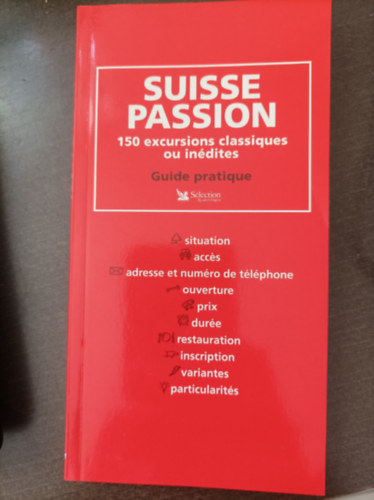 SUISSE
PASSION
150 excursions classiques
ou inédites
Guide pratique
Sélection
situation
accès
adresse et numéro de téléphone
ouverture
prix
durée
restauration
inscription
variantes
particularités